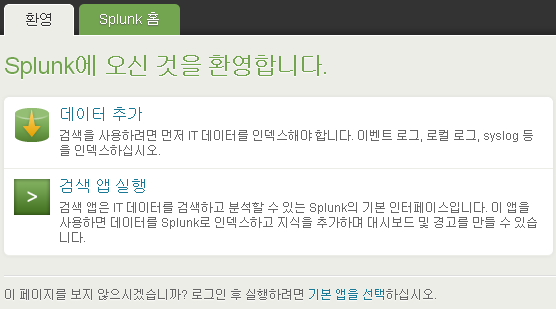 환영
Splunk 홈
Splunk에 오신 것을 환영합니다.
데이터 추가
검색을 사용하려면 먼저 IT 데이터를 인덱스해야 합니다. 이벤트 로그, 로컬 로그, syslog 등
을 인덱스하십시오.
검색 앱 실행
검색 앱은 IT 데이터를 검색하고 분석할 수 있는 Splunk의 기본 인터페이스입니다. 이 앱을
사용하면 데이터를 Splunk로 인덱스하고 지식을 추가하며 대시보드 및 경고를 만들 수 있습
니다.
이 페이지를 보지 않으시겠습니까? 로그인 후 실행하려면 기본 앱을 선택하십시오.